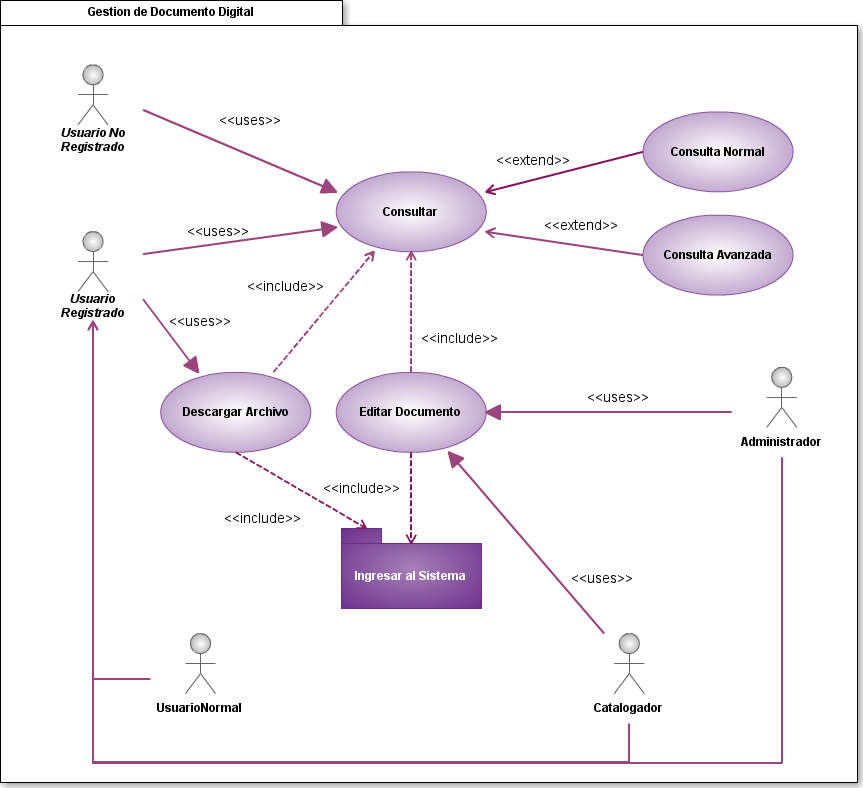 Gestion de Documento Digital
<<uses>>
Usuario No
Registrado
Consulta Normal
<<extend>>
Consultar
<<extend>>
<<uses>>
Consulta Avanzada
<<include>>
Usuario
Registrado
<<uses>>
<<include>>
<<uses>>
Descargar Archivo
Editar Documento
Administrador
<<include>>
<<include>>
Ingresar al Sistema
<<uses>>
UsuarioNormal
Catalogador